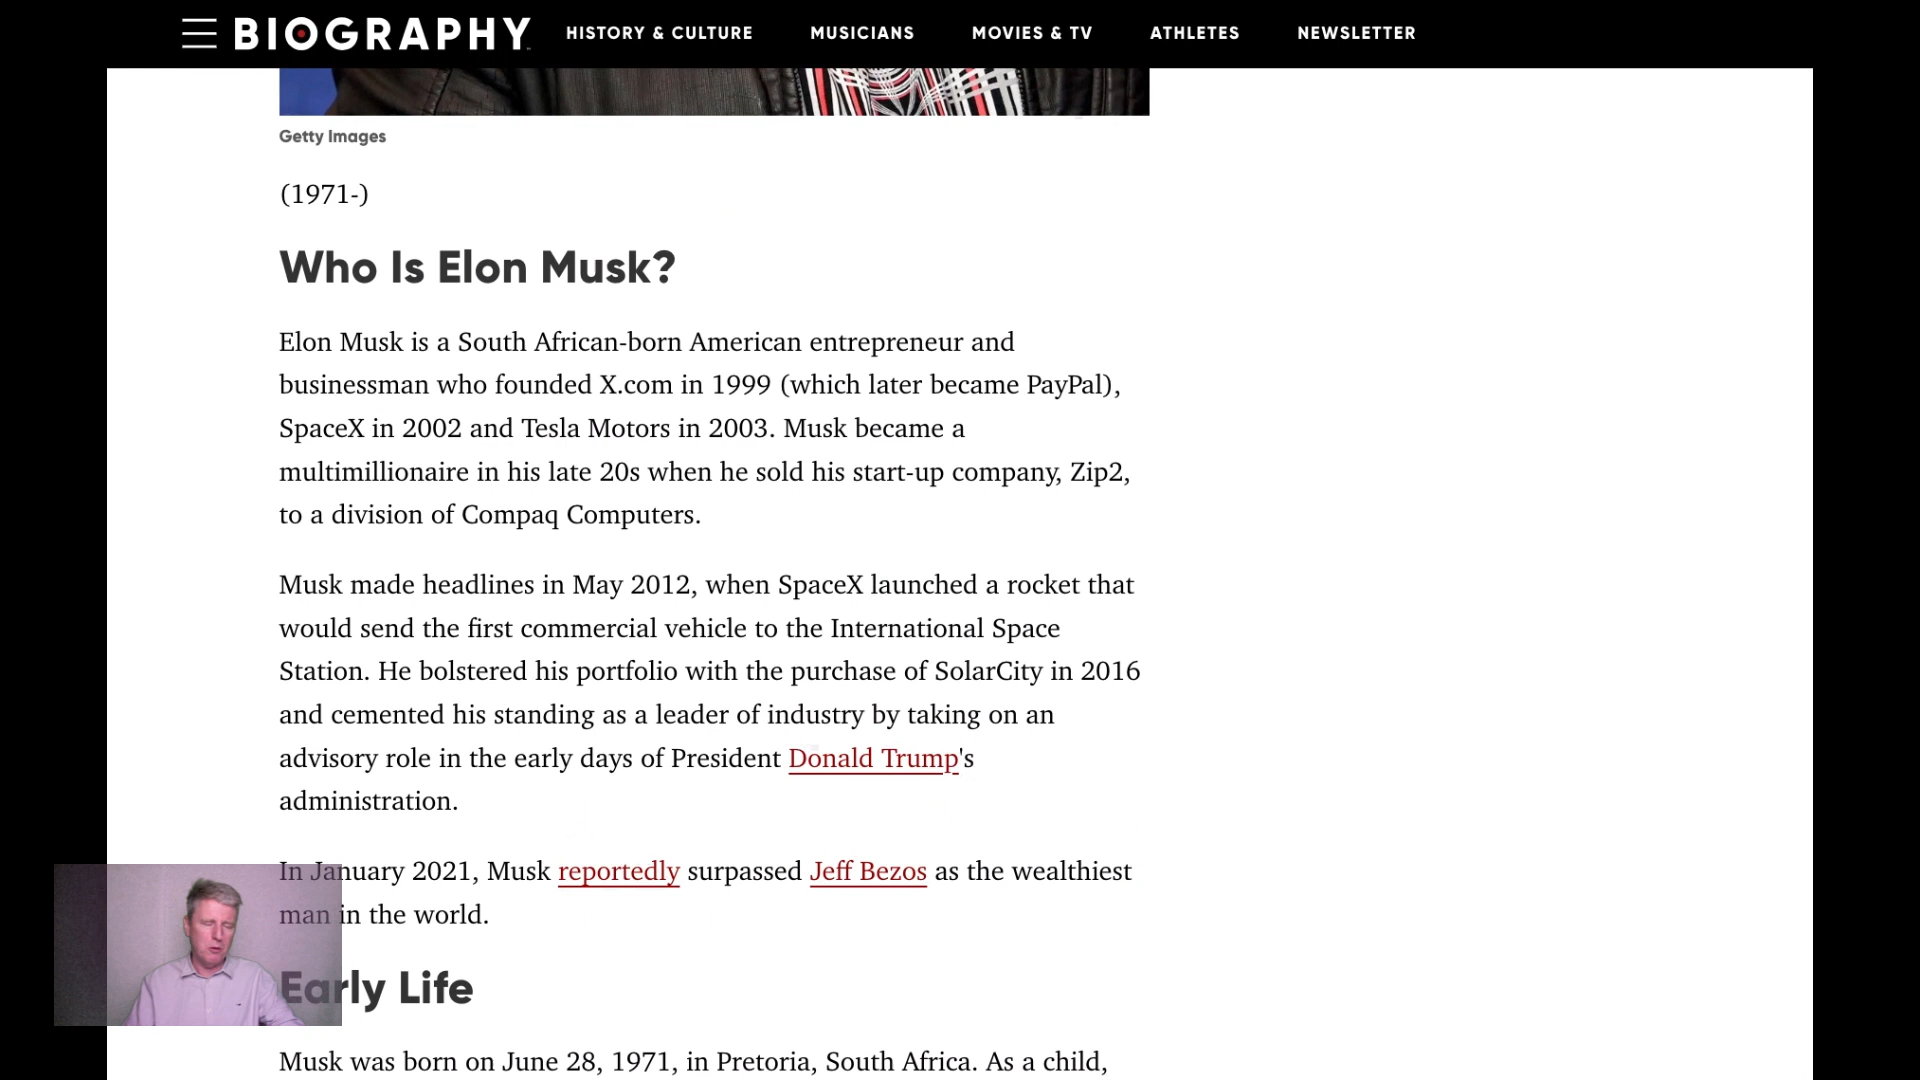 BIOGRAPHY
HISTORY & CULTURE
MUSICIANS
MOVIES & TV
ATHLETES
NEWSLETTER
Getty Images
(1971-)
Who Is Elon Musk?
Elon Musk is a South African-born American entrepreneur and
businessman who founded X.com in 1999 (which later became PayPal),
SpaceX in 2002 and Tesla Motors in 2003. Musk became a
multimillionaire in his late 20s when he sold his start-up company, Zip2,
to a division of Compaq Computers.
Musk made headlines in May 2012, when SpaceX launched a rocket that
would send the first commercial vehicle to the International Space
Station. He bolstered his portfolio with the purchase of SolarCity in 2016
and cemented his standing as a leader of industry by taking on an
advisory role in the early days of President Donald Trump's
administration.
In January 2021, Musk reportedly surpassed Jeff Bezos as the wealthiest
man in the world.
Early Life
Musk was born on June 28, 1971, in Pretoria, South Africa. As a child,